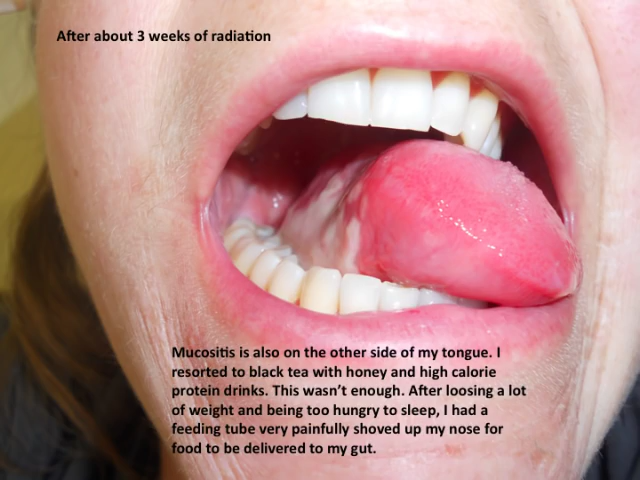 After about 3 weeks of radiation
Mucositis is also on the other side of my tongue. I
resorted to black tea with honey and high calorie
protein drinks. This wasn’t enough. After loosing a lot
of weight and being too hungry to sleep, I had a
feeding tube very painfully shoved up my nose for
food to be delivered to my gut.